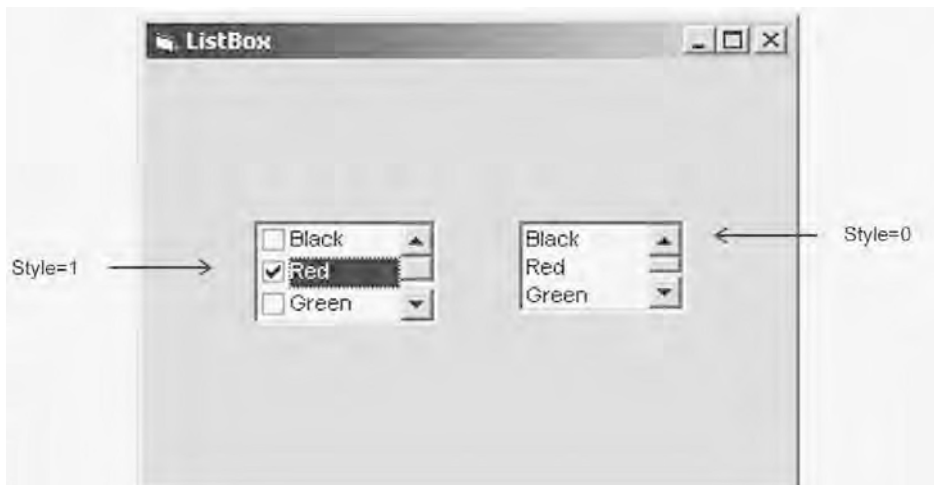 ListBox
Black
Red
Green
Style=1
Black
Red
Green
Style=0